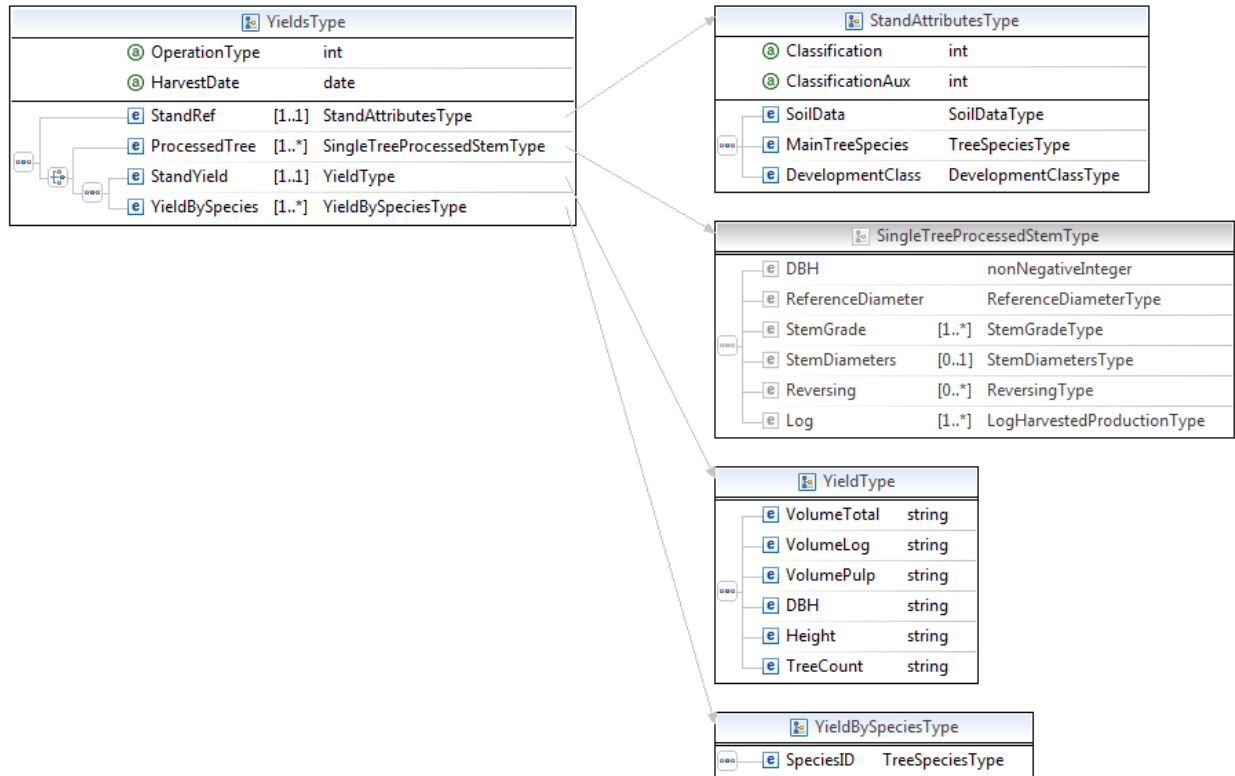 YieldsType
OperationType int
HarvestDate date
StandRef [1..1] StandAttributesType
ProcessedTree [1..*] SingleTreeProcessedStemType
StandYield [1..1] YieldType
YieldBySpecies [1..*] YieldBySpeciesType
StandAttributesType
Classification int
ClassificationAux int
SoilData SoilDataType
MainTreeSpecies TreeSpeciesType
DevelopmentClass DevelopmentClassType
SingleTreeProcessedStemType
DBH nonNegativeInteger
ReferenceDiameter ReferenceDiameterType
StemGrade [1..*] StemGradeType
StemDiameters [0..1] StemDiametersType
Reversing [0..*] ReversingType
Log [1..*] LogHarvestedProductionType
YieldType
VolumeTotal string
VolumeLog string
VolumePulp string
DBH string
Height string
TreeCount string
YieldBySpeciesType
SpeciesID TreeSpeciesType